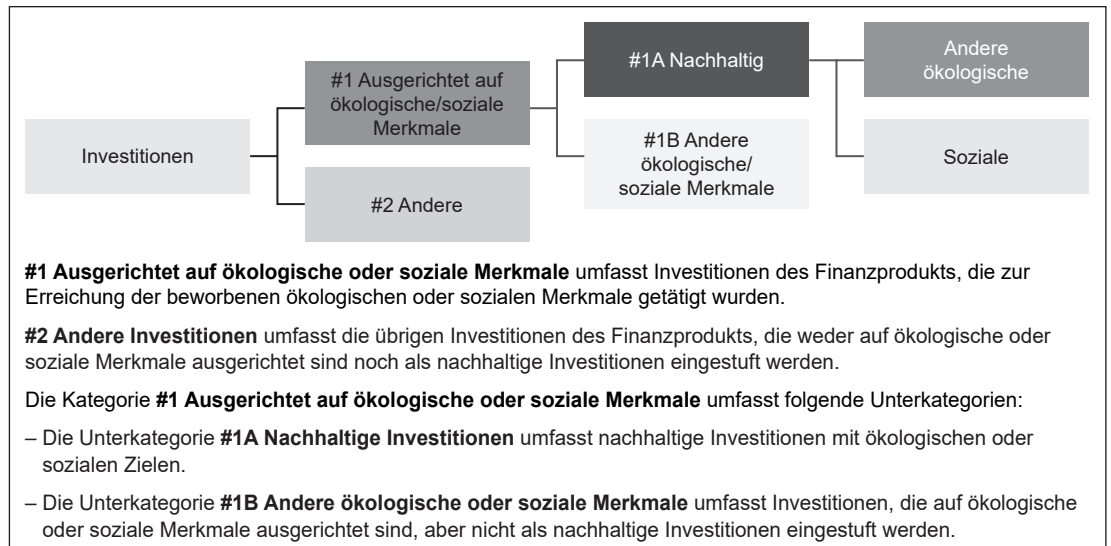 Investitionen
#1 Ausgerichtet auf
ökologische/soziale
Merkmale
#2 Andere
#1A Nachhaltig
#1B Andere
ökologische/
soziale Merkmale
Andere
ökologische
Soziale
#1 Ausgerichtet auf ökologische oder soziale Merkmale umfasst Investitionen des Finanzprodukts, die zur
Erreichung der beworbenen ökologischen oder sozialen Merkmale getätigt wurden.
#2 Andere Investitionen umfasst die übrigen Investitionen des Finanzprodukts, die weder auf ökologische oder
soziale Merkmale ausgerichtet sind noch als nachhaltige Investitionen eingestuft werden.
Die Kategorie #1 Ausgerichtet auf ökologische oder soziale Merkmale umfasst folgende Unterkategorien:
– Die Unterkategorie #1A Nachhaltige Investitionen umfasst nachhaltige Investitionen mit ökologischen oder
sozialen Zielen.
– Die Unterkategorie #1B Andere ökologische oder soziale Merkmale umfasst Investitionen, die auf ökologische
oder soziale Merkmale ausgerichtet sind, aber nicht als nachhaltige Investitionen eingestuft werden.